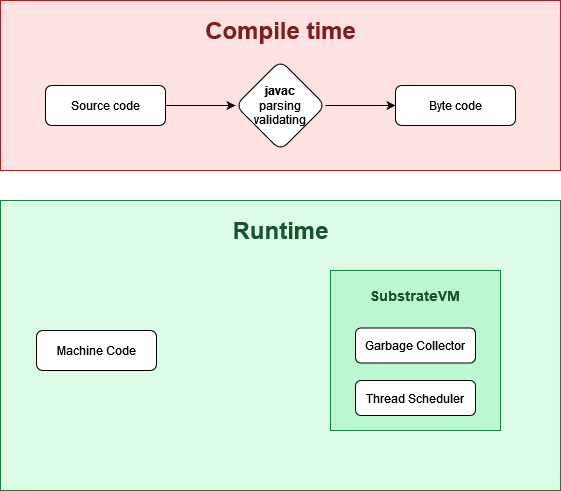 Compile time
Source code
javac
parsing
validating
Byte code
Runtime
SubstrateVM
Machine Code
Garbage Collector
Thread Scheduler